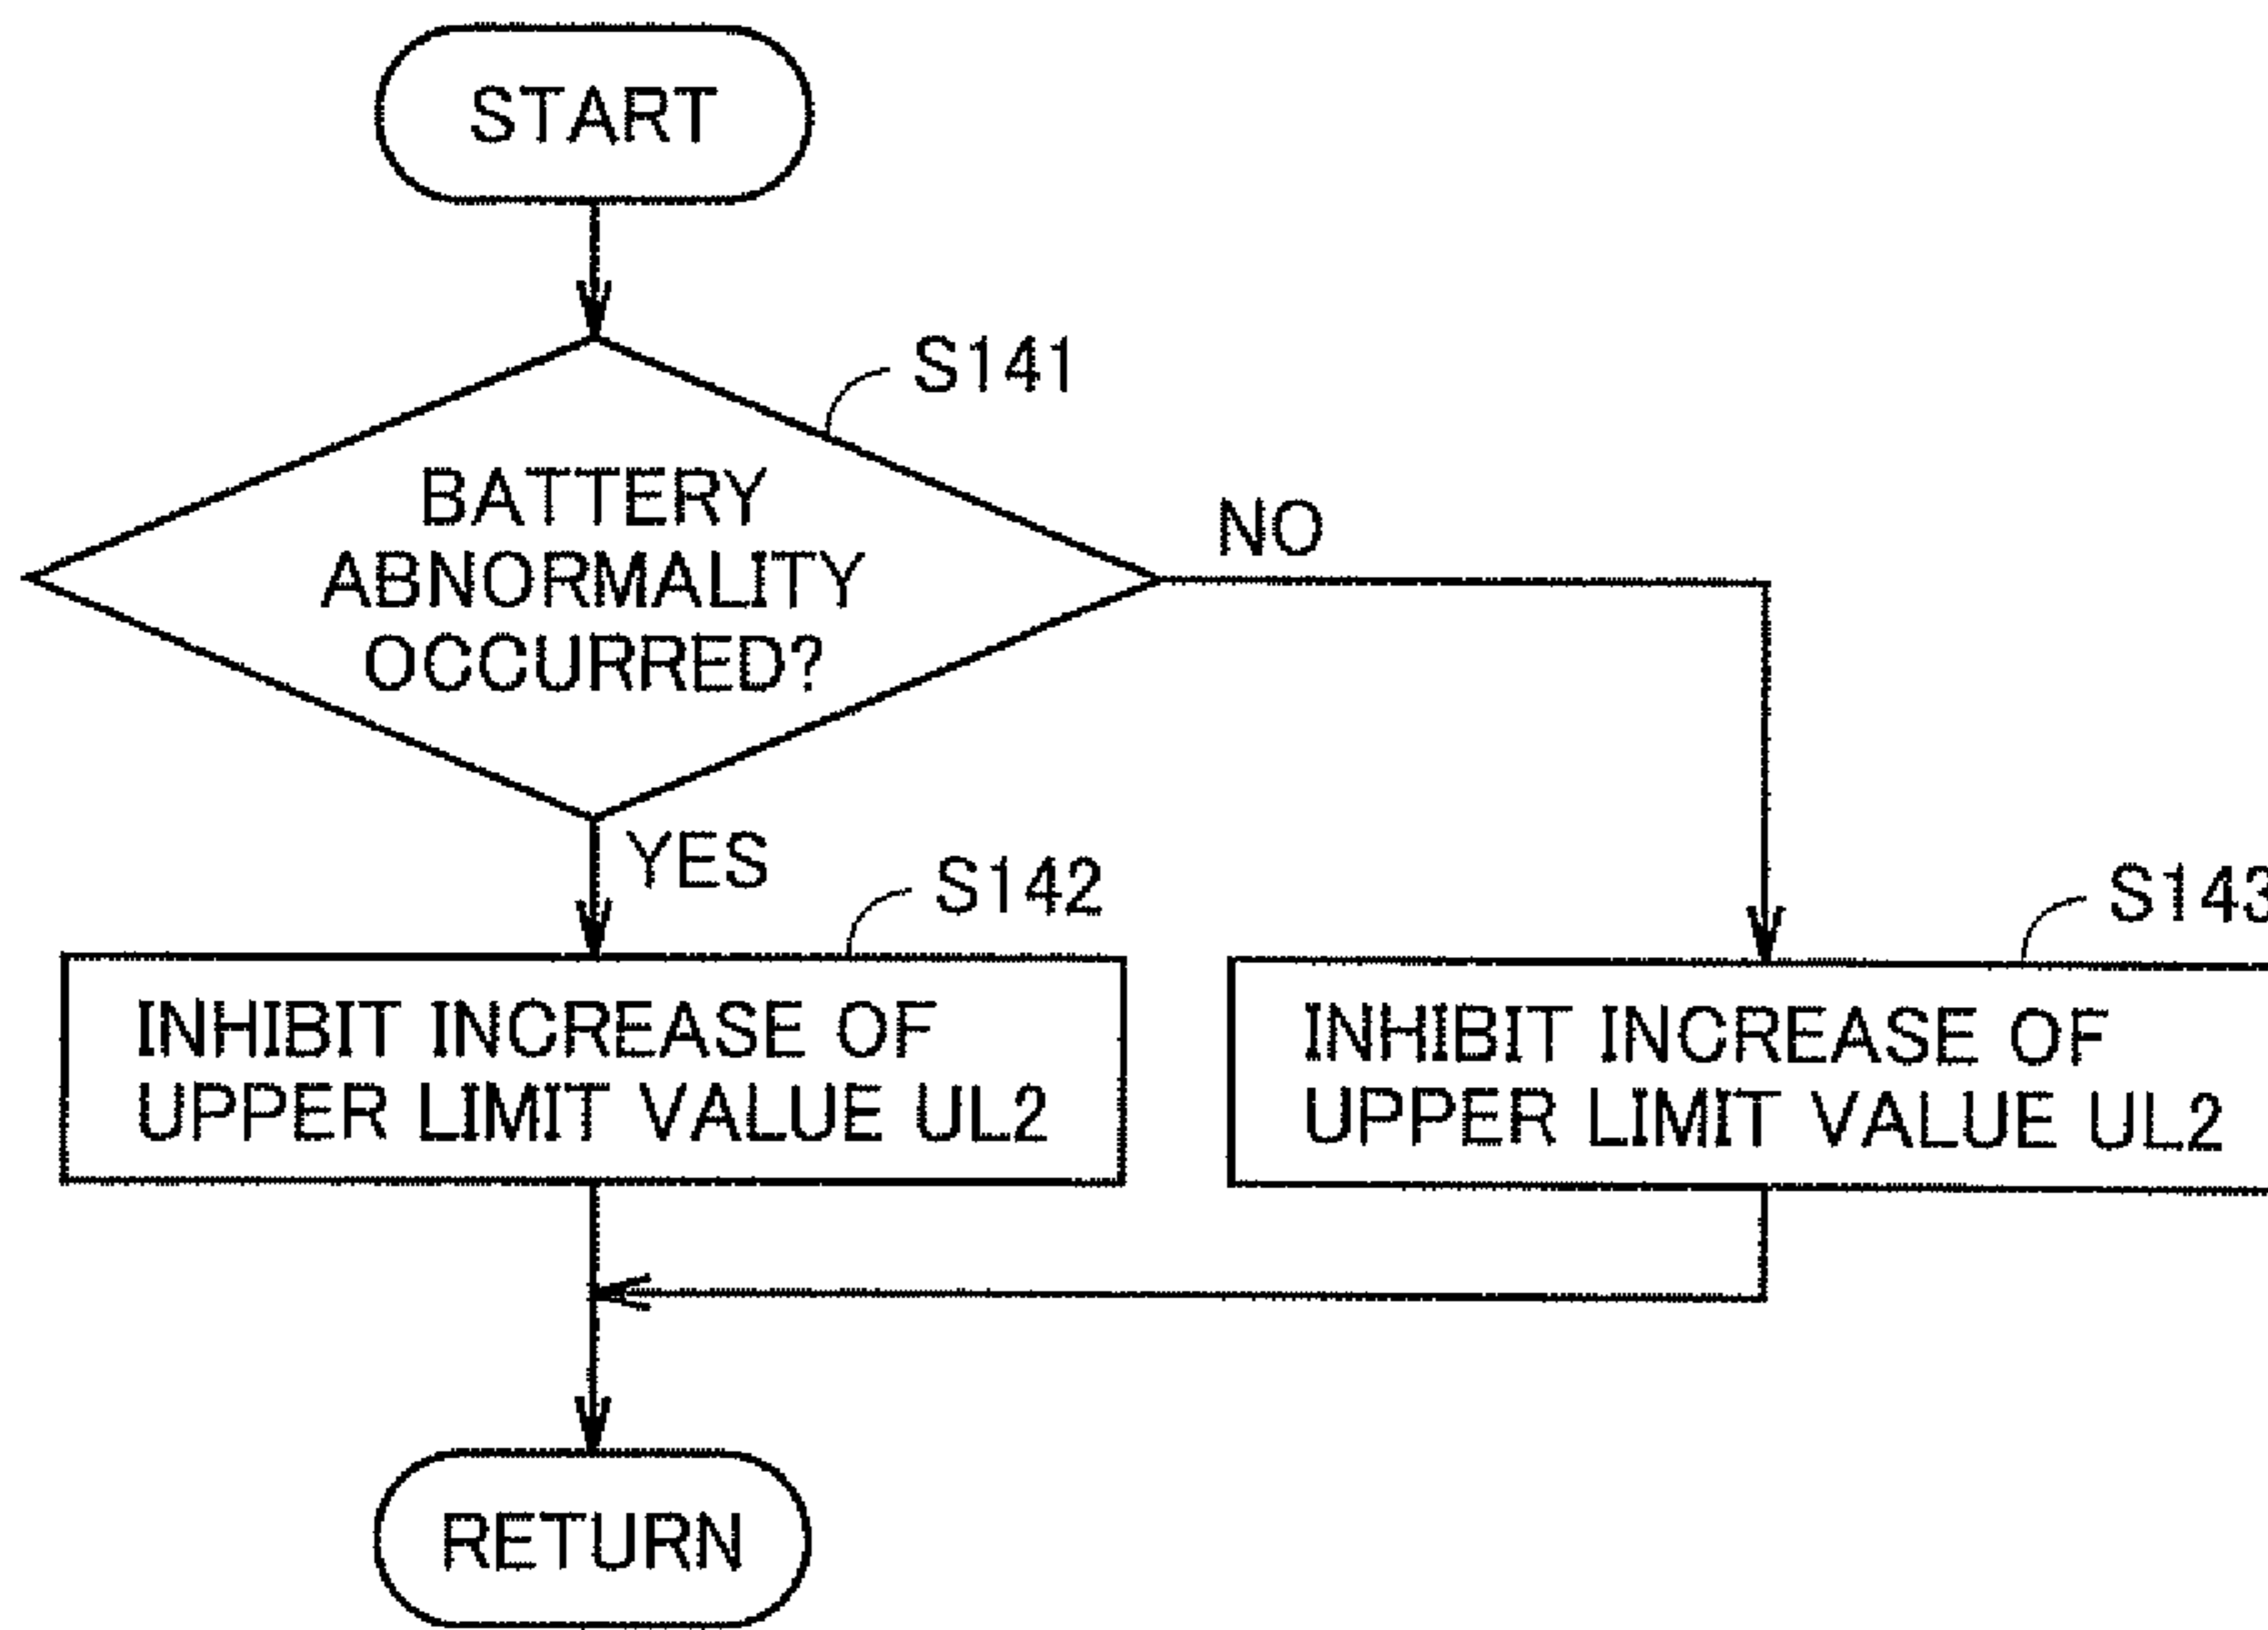 START
S141
BATTERY
ABNORMALITY
OCCURRED?
NO
YES
S142
S143
INHIBIT INCREASE OF
UPPER LIMIT VALUE UL2
INHIBIT INCREASE OF
UPPER LIMIT VALUE UL2
RETURN